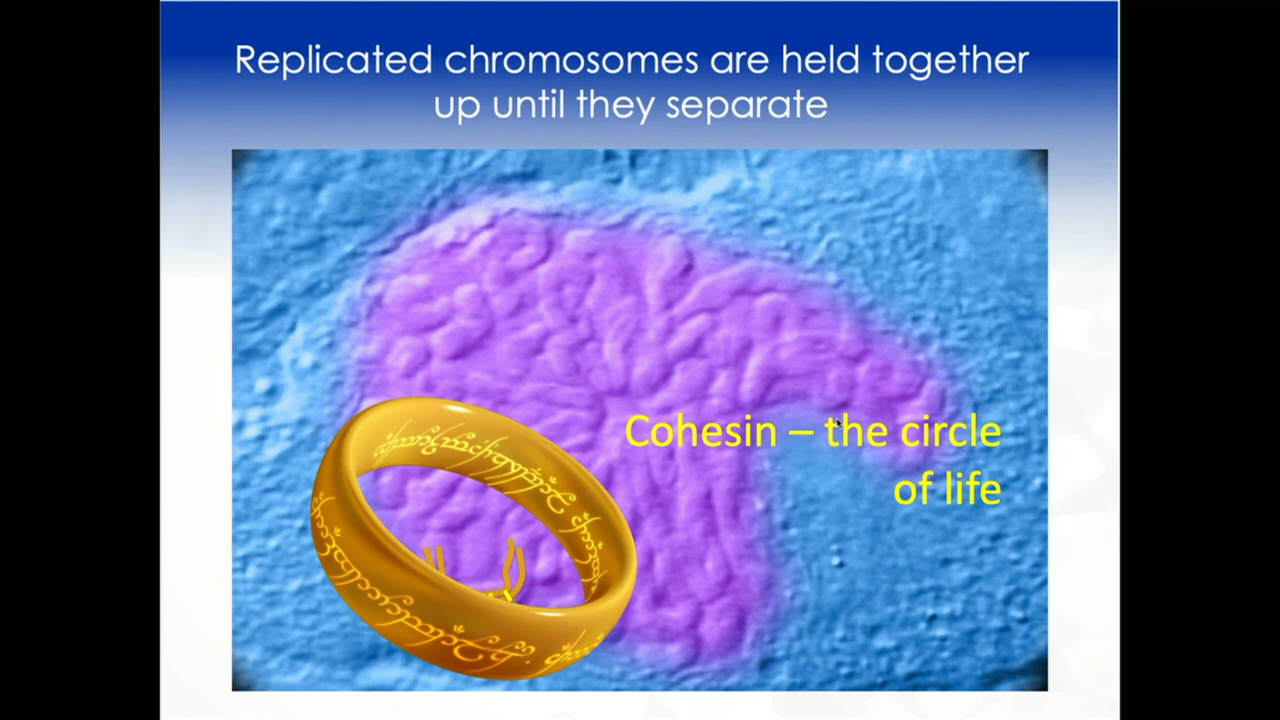 Replicated chromosomes are held together
up until they separate
Cohesin – the circle
of life